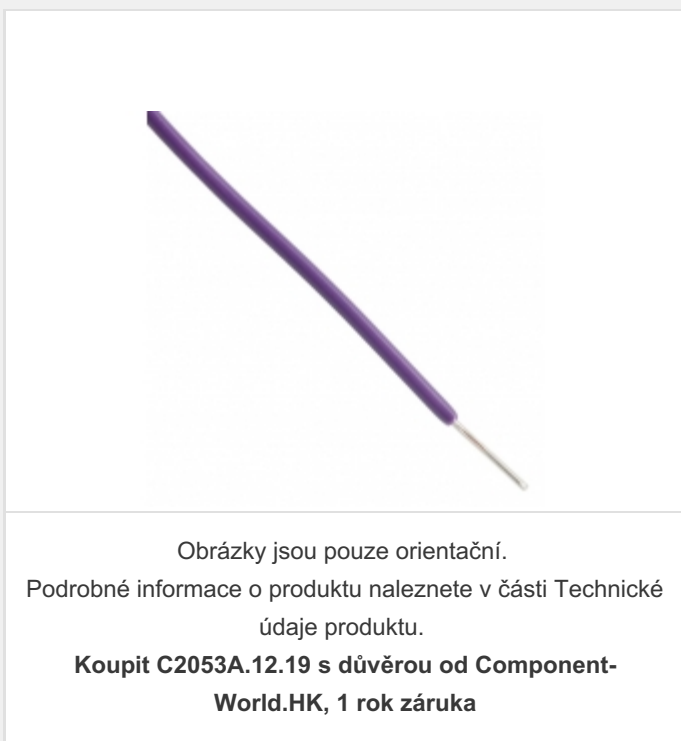 Obrázky jsou pouze orientační.
Podrobné informace o produktu naleznete v části Technické
údaje produktu.
Koupit C2053A.12.19 s důvěrou od Component-
World.HK, 1 rok záruka